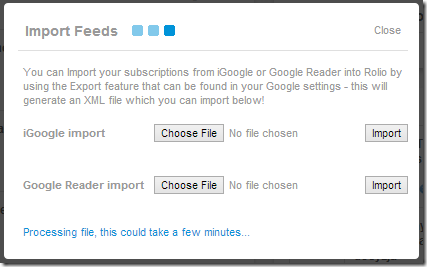 Import Feeds
Close
You can Import your subscriptions from iGoogle or Google Reader into Rolio by
using the Export feature that can be found in your Google settings - this will
generate an XML file which you can import below!
iGoogle import Choose File No file chosen Import
Google Reader import Choose File No file chosen Import
Processing file, this could take a few minutes...